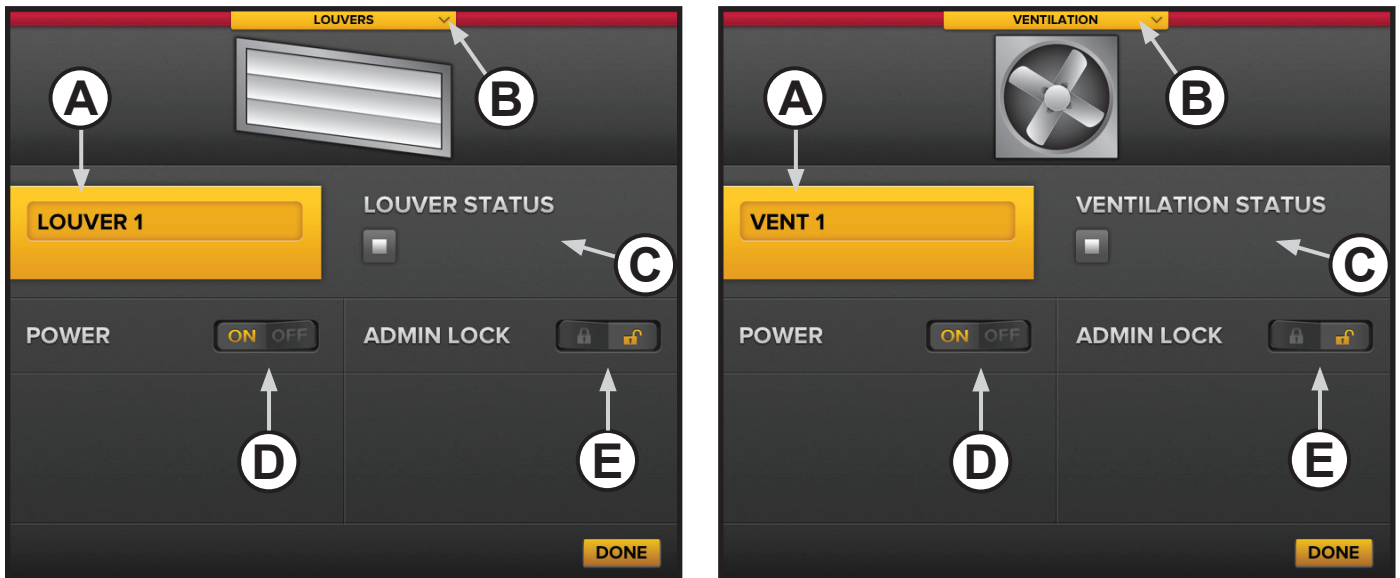 LOUVERS
A
B
LOUVER 1
LOUVER STATUS
C
POWER
ON OFF
ADMIN LOCK
D
E
DONE
VENTILATION
A
B
VENT 1
VENTILATION STATUS
C
POWER
ON OFF
ADMIN LOCK
D
E
DONE